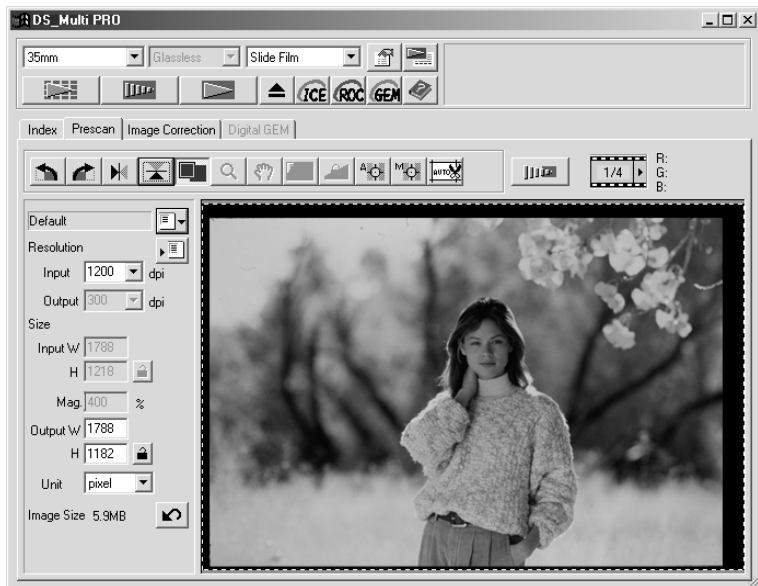 DS_Multi PRO
35mm Glassless Slide Film
ICE ROC GEM
Index Prescan Image Correction Digital GEM
A M AUTO 1/4 R:
G:
B:
Default
Resolution
Input 1200 dpi
Output 300 dpi
Size
Input W 1788
H 1218
Mag. 400 %
Output W 1788
H 1182
Unit pixel
Image Size 5.9MB